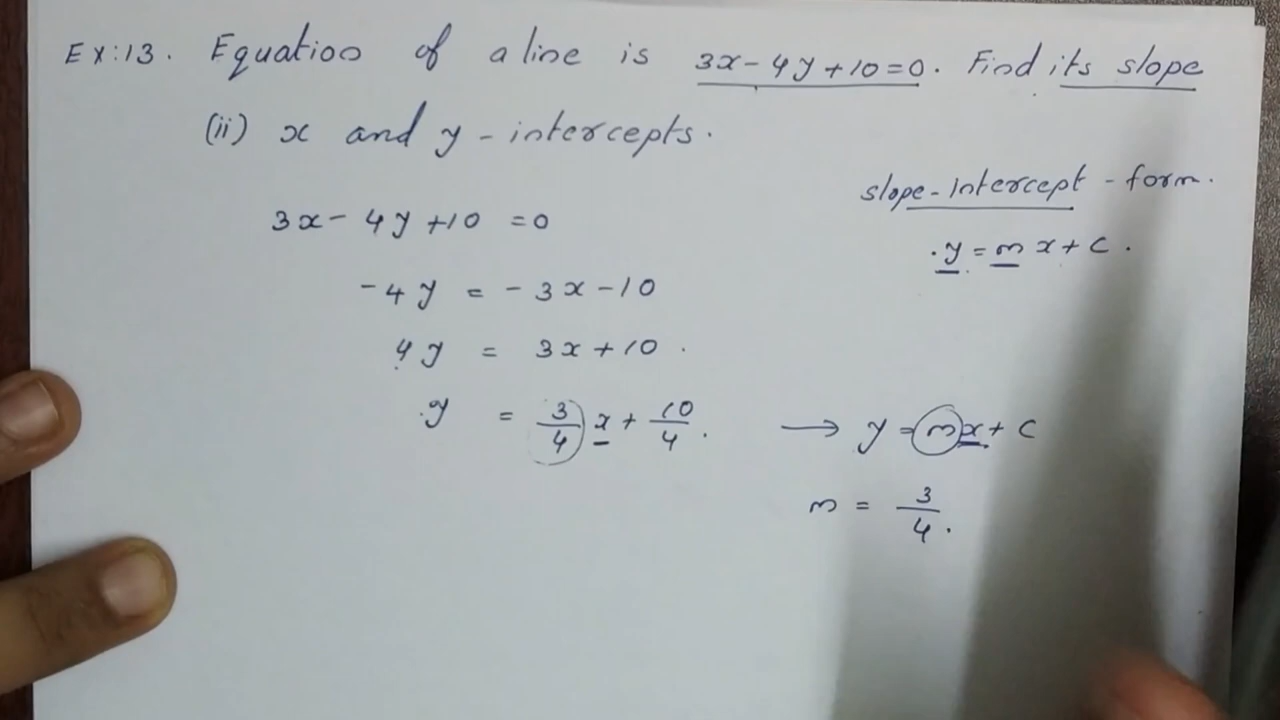 Ex:13. Equation of a line is 3x-4y+10=0. Find its slope
(ii) x and y-intercepts.
slope-intercept-form.
y = mx+c.
3x-4y+10 =0
-4y = -3x-10
4y = 3x+10.
y = 3/4 x + 10/4. → y = mx+c
m = 3/4.